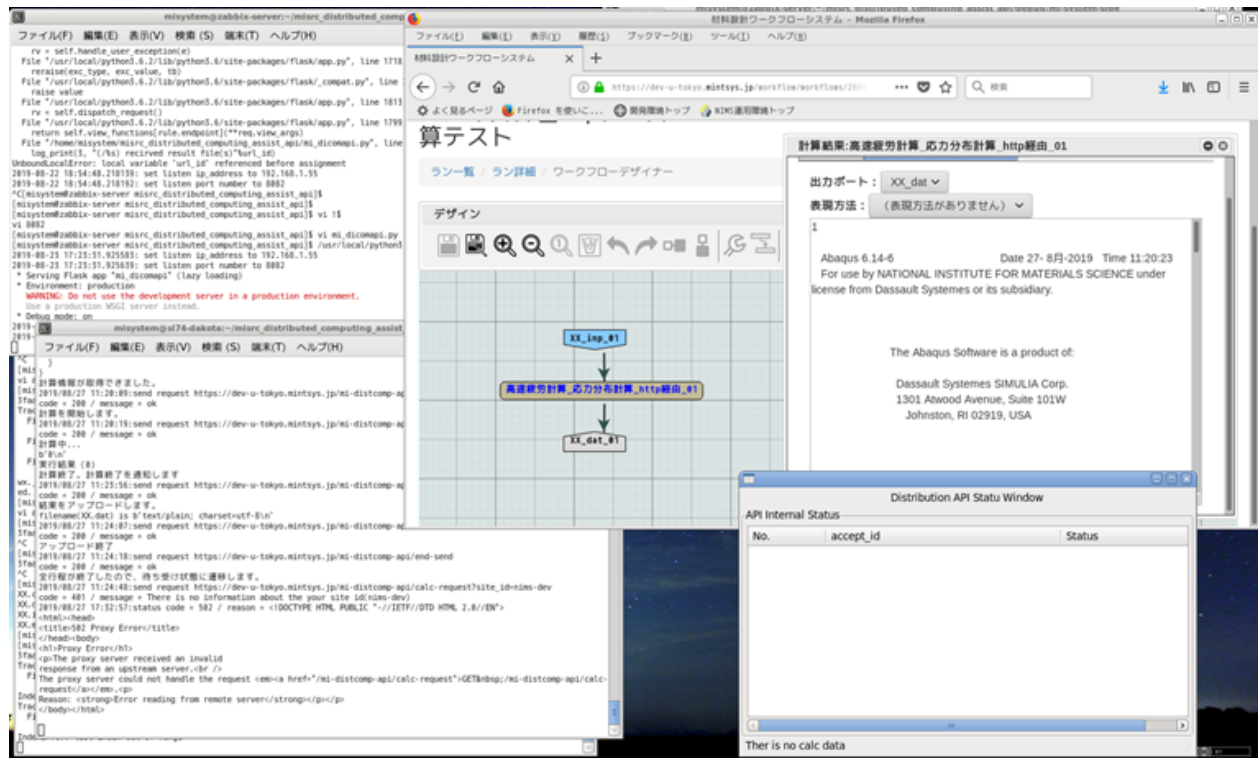 misystem@zabbix-server:~/misrc_distributed_comp
ファイル(F) 編集(E) 表示(V) 検索 (S) 端末(T) ヘルプ(H)
rv = self.handle_user_exception(e)
File "/usr/local/python3.6.2/lib/python3.6/site-packages/flask/app.py", line 1718
reraise(exc_type, exc_value, tb)
File "/usr/local/python3.6.2/lib/python3.6/site-packages/flask/_compat.py", line
raise value
File "/usr/local/python3.6.2/lib/python3.6/site-packages/flask/app.py", line 1813
rv = self.dispatch_request()
File "/usr/local/python3.6.2/lib/python3.6/site-packages/flask/app.py", line 1799
return self.view_functions[rule.endpoint](**req.view_args)
File "/home/misystem/misrc_distributed_computing_assist_api/mi_dicomapi.py", line
log_print(3, "(/%s) recirved result file(s)"%url_id)
UnboundLocalError: local variable 'url_id' referenced before assignment
2019-08-22 18:54:48.218139: set listen ip_address to 192.168.1.55
2019-08-22 18:54:48.218192: set listen port number to 8082
^C[misystem@zabbix-server misrc_distributed_computing_assist_api]$
[misystem@zabbix-server misrc_distributed_computing_assist_api]$
[misystem@zabbix-server misrc_distributed_computing_assist_api]$ vi !$
vi 8082
[misystem@zabbix-server misrc_distributed_computing_assist_api]$ vi mi_dicomapi.py
[misystem@zabbix-server misrc_distributed_computing_assist_api]$ /usr/local/python3
2019-08-23 17:23:31.925583: set listen ip_address to 192.168.1.55
2019-08-23 17:23:31.925639: set listen port number to 8082
* Serving Flask app "mi_dicomapi" (lazy loading)
* Environment: production
WARNING: Do not use the development server in a production environment.
Use a production WSGI server instead.
* Debug mode: on
misystem@sl74-dakota:~/misrc_distributed_computing_assist
ファイル(F) 編集(E) 表示(V) 検索 (S) 端末(T) ヘルプ(H)
}
}
計算情報が取得できました。
2019/08/27 11:20:09:send request https://dev-u-tokyo.mintsys.jp/mi-distcomp-ap
code = 200 / message = ok
計算を開始します。
2019/08/27 11:20:19:send request https://dev-u-tokyo.mintsys.jp/mi-distcomp-ap
code = 200 / message = ok
計算中...
b'0\n'
実行結果 (0)
計算終了。計算終了を通知します
2019/08/27 11:23:56:send request https://dev-u-tokyo.mintsys.jp/mi-distcomp-ap
code = 200 / message = ok
結果をアップロードします。
filename(XX.dat) is b'text/plain; charset=utf-8\n'
2019/08/27 11:24:07:send request https://dev-u-tokyo.mintsys.jp/mi-distcomp-ap
code = 200 / message = ok
アップロード終了
2019/08/27 11:24:18:send request https://dev-u-tokyo.mintsys.jp/mi-distcomp-api/end-send
code = 200 / message = ok
全行程が終了したので、待ち受け状態に遷移します。
2019/08/27 11:24:48:send request https://dev-u-tokyo.mintsys.jp/mi-distcomp-api/calc-request?site_id=nims-dev
code = 401 / message = There is no information about the your site id(nims-dev)
2019/08/27 17:32:57:status code = 502 / reason = <!DOCTYPE HTML PUBLIC "-//IETF//DTD HTML 2.0//EN">
<html><head>
<title>502 Proxy Error</title>
</head><body>
<h1>Proxy Error</h1>
<p>The proxy server received an invalid
response from an upstream server.<br />
The proxy server could not handle the request <em><a href="/mi-distcomp-api/calc-request">GET&nbsp;/mi-distcomp-api/calc-
request</a></em>.<p>
Reason: <strong>Error reading from remote server</strong></p></p>
</body></html>
材料設計ワークフローシステム - Mozilla Firefox
ファイル(F) 編集(E) 表示(V) 履歴(S) ブックマーク(B) ツール(T) ヘルプ(H)
材料設計ワークフローシステム × +
https://dev-u-tokyo.mintsys.jp/workflow/workflows/200
検索
よく見るページ Firefox を使いに... 開発環境トップ NIMS運用環境トップ
算テスト
ラン一覧 / ラン詳細 / ワークフローデザイナー
デザイン
XX_inp_01
高速疲労計算_応力分布計算_http経由_01
XX_dat_01
計算結果:高速疲労計算_応力分布計算_http経由_01
出力ポート： XX_dat
表現方法： （表現方法がありません）
1
Abaqus 6.14-6 Date 27- 8月-2019 Time 11:20:23
For use by NATIONAL INSTITUTE FOR MATERIALS SCIENCE under
license from Dassault Systemes or its subsidiary.
The Abaqus Software is a product of:
Dassault Systemes SIMULIA Corp.
1301 Atwood Avenue, Suite 101W
Johnston, RI 02919, USA
Distribution API Statu Window
API Internal Status
No. accept_id Status
Ther is no calc data